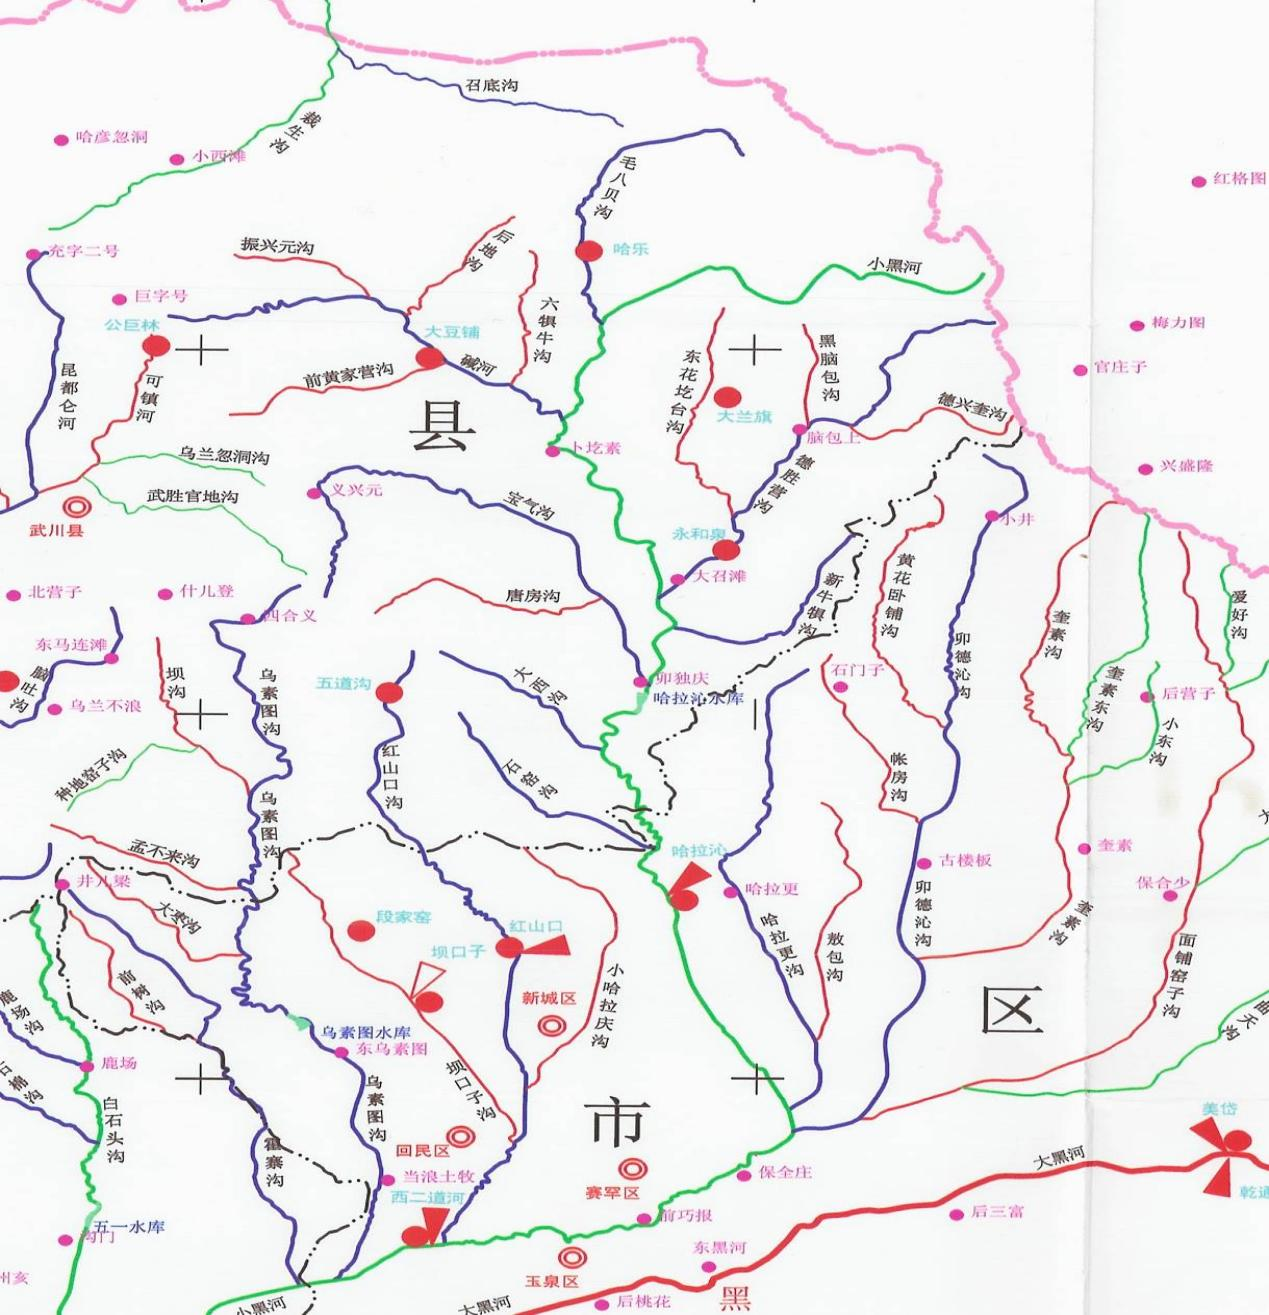 召底沟
栽生沟
哈彦忽洞
小西滩
毛八贝沟
红格图
充字二号
振兴元沟
后地沟
哈乐
小黑河
巨字号
公巨林
大豆铺
六犋牛沟
梅力图
碱河
东花圪台沟
黑脑包沟
官庄子
昆都仑河
可镇河
前黄家营沟
大兰旗
德兴奎沟
县
脑包上
乌兰忽洞沟
卜圪素
兴盛隆
德胜营沟
义兴元
武胜官地沟
宝气沟
小井
武川县
永和泉
大召滩
黄花卧铺沟
新牛犋沟
北营子
什儿登
唐房沟
爱好沟
四合义
奎素沟
卯德沁沟
东马连滩
脑吐沟
坝沟
乌素图沟
五道沟
大西沟
卯独庆
哈拉沁水库
石门子
奎素东沟
后营子
乌兰不浪
小东沟
红山口沟
石窑沟
帐房沟
种地窑子沟
乌素图沟
孟不来沟
哈拉沁
古楼板
奎素
井儿梁
哈拉更
保合少
大枣沟
段家窑
红山口
坝口子
卯德沁沟
奎素沟
哈拉更沟
敖包沟
面铺窑子沟
前树沟
小哈拉庆沟
新城区
区
鹿场沟
乌素图水库
东乌素图
鹿场
坝口子沟
白石头沟
乌素图沟
市
回民区
美岱
霍寨沟
大黑河
当浪土牧
赛罕区
保全庄
西二道河
前巧报
后三富
五一水库
沟门
东黑河
玉泉区
小黑河
大黑河
后桃花
黑